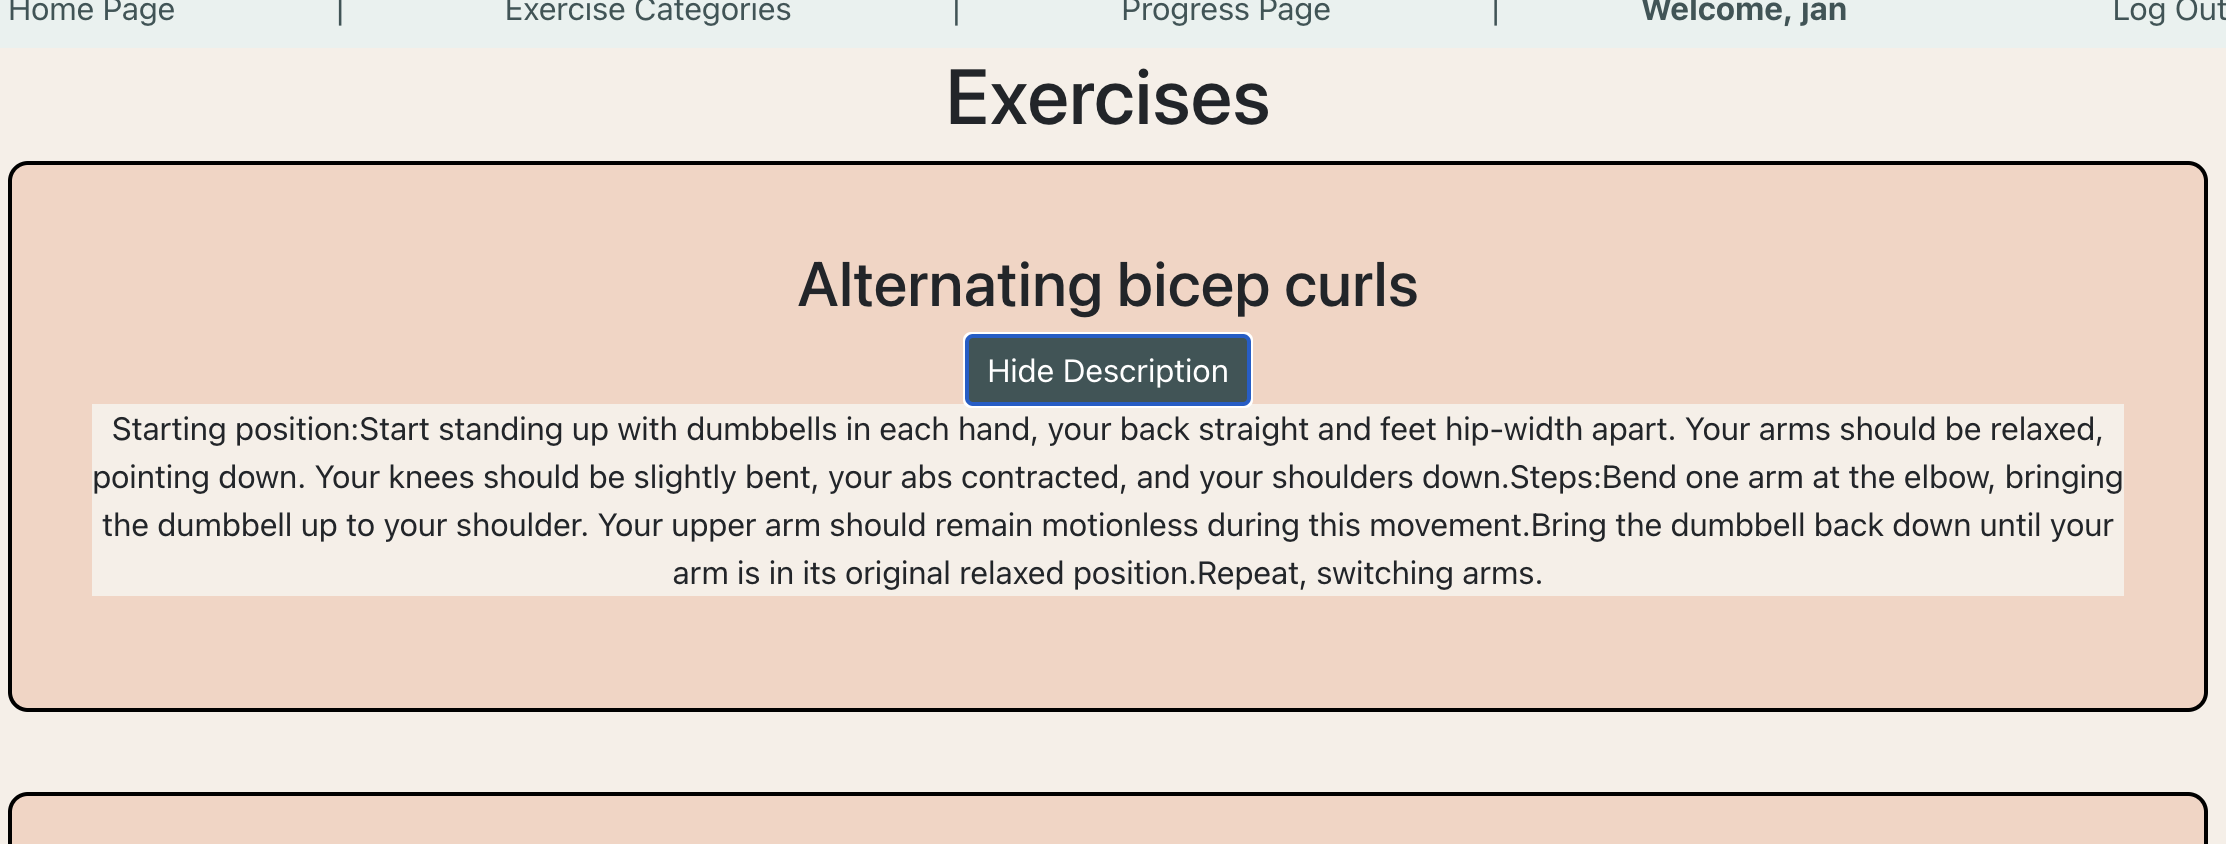 Home Page | Exercise Categories | Progress Page | Welcome, jan Log Out
Exercises
Alternating bicep curls
Hide Description
Starting position:Start standing up with dumbbells in each hand, your back straight and feet hip-width apart. Your arms should be relaxed,
pointing down. Your knees should be slightly bent, your abs contracted, and your shoulders down.Steps:Bend one arm at the elbow, bringing
the dumbbell up to your shoulder. Your upper arm should remain motionless during this movement.Bring the dumbbell back down until your
arm is in its original relaxed position.Repeat, switching arms.